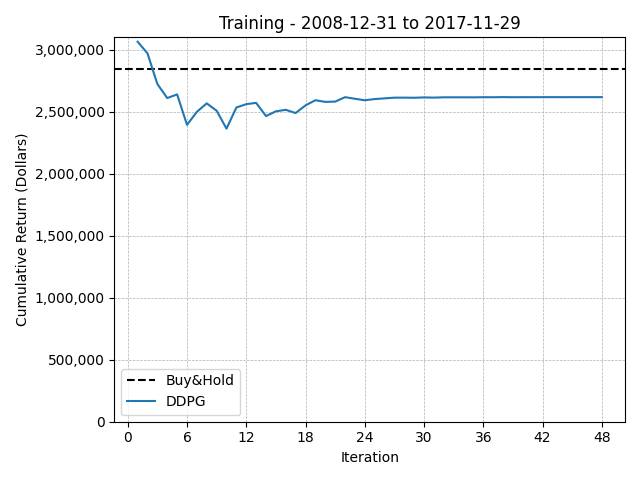 Training - 2008-12-31 to 2017-11-29
Cumulative Return (Dollars)
3,000,000
2,500,000
2,000,000
1,500,000
1,000,000
500,000
0
Buy&Hold
DDPG
0 6 12 18 24 30 36 42 48
Iteration